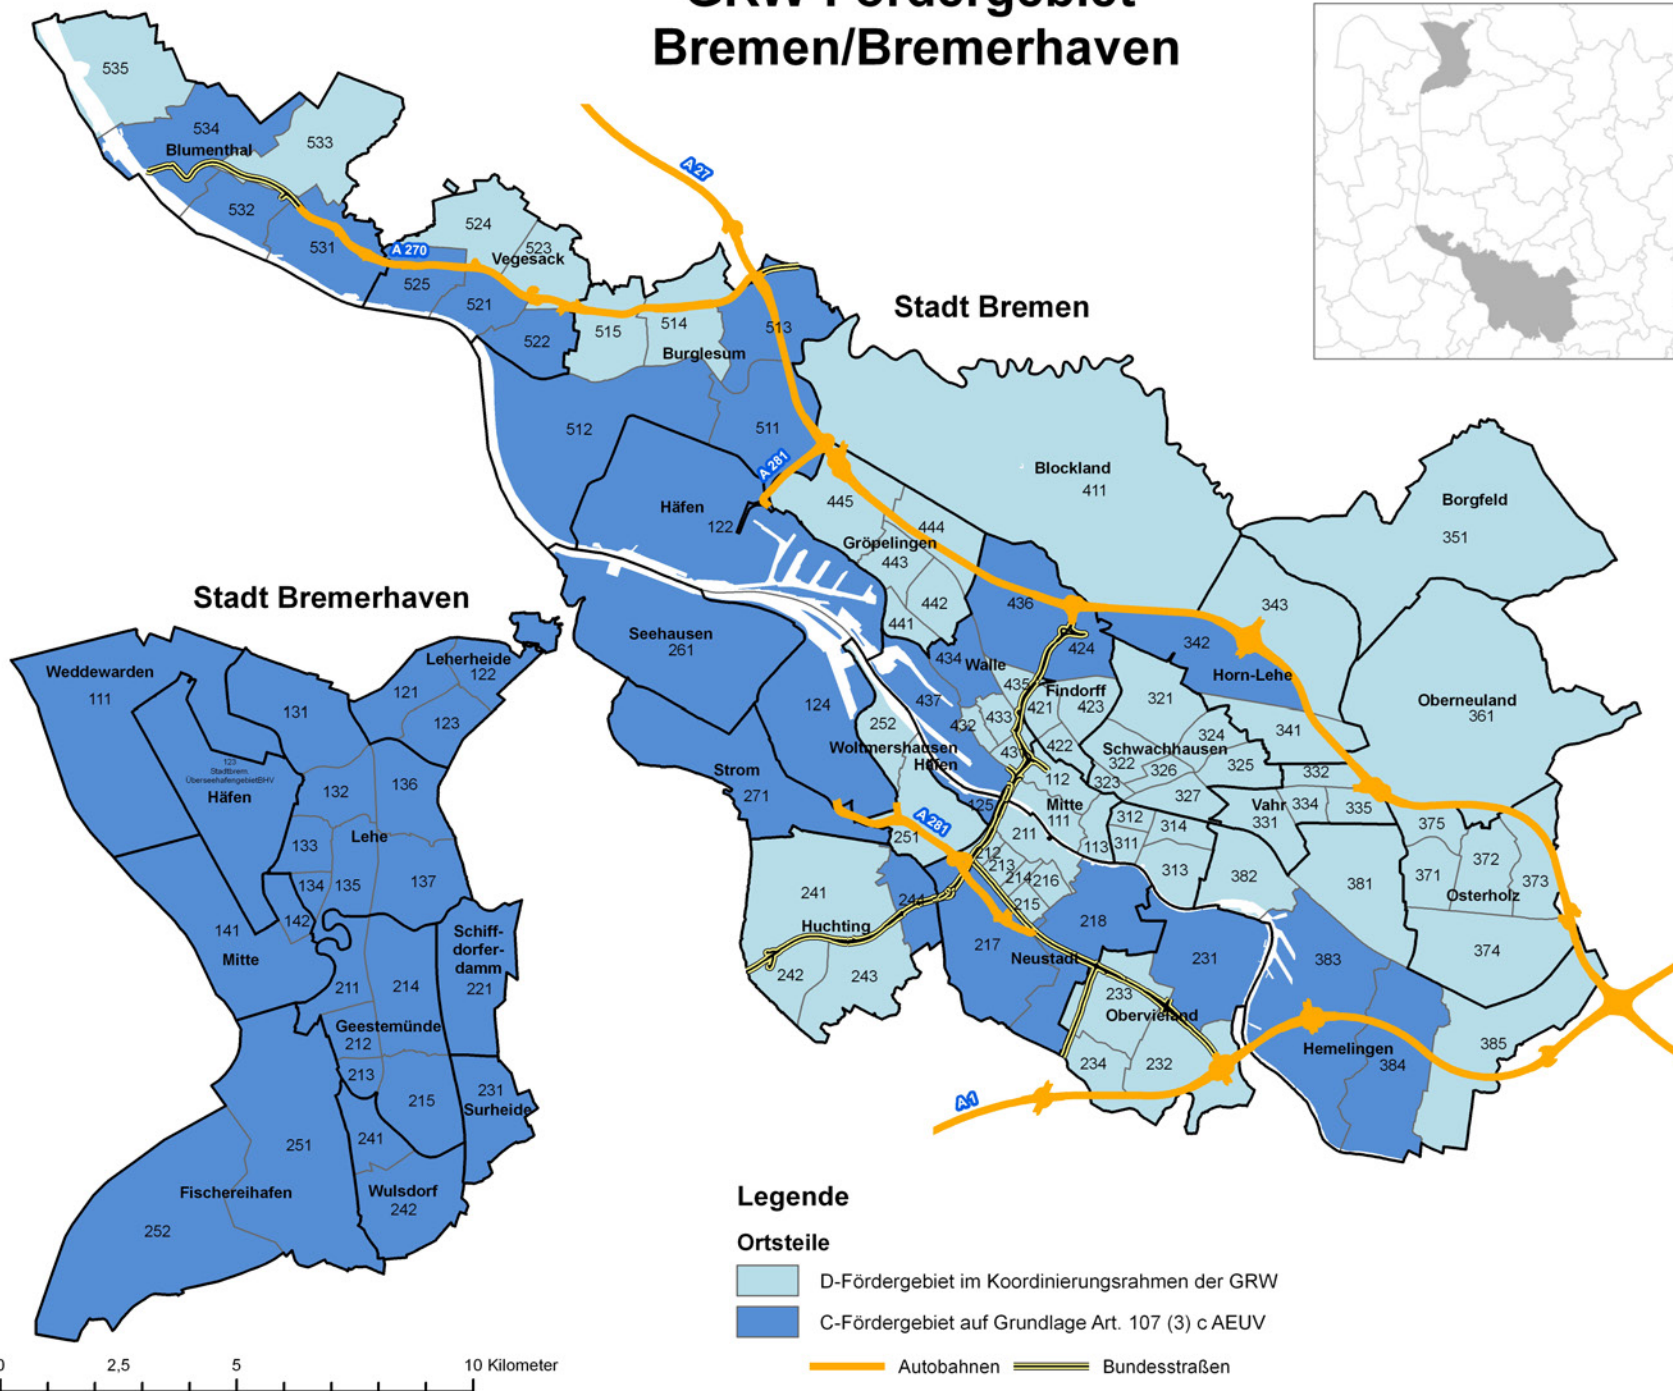 GRW-Fördergebiet
Bremen/Bremerhaven
535
534
Blumenthal
533
532
531
A 270
524
523
Vegesack
525
521
522
515
514
Burglesum
513
A 27
Stadt Bremen
512
511
A 281
Häfen
122
445
444
Gröpelingen
443
442
441
Blockland
411
Borgfeld
351
436
343
342
Horn-Lehe
424
434
Walle
435
Findorff
421
423
437
433
432
431
422
321
341
Oberneuland
361
324
Schwachhausen
322
326
325
323
327
332
Vahr
334
335
331
Seehausen
261
124
252
Woltmershausen
Häfen
Strom
271
125
A 281
251
112
Mitte
111
113
312
314
311
313
211
212
213
214
216
215
382
381
375
372
371
373
Osterholz
374
241
244
Huchting
242
243
217
218
Neustadt
231
233
Obervieland
234
232
383
Hemelingen
384
385
A 1
Stadt Bremerhaven
Weddewarden
111
131
Leherheide
122
121
123
123
Stadtbrem.
ÜberseehafengebietBHV
Häfen
132
136
133
Lehe
134
135
137
142
141
Mitte
Schiff-
dorfer-
damm
221
211
214
Geestemünde
212
213
215
231
Surheide
241
251
Fischereihafen
252
Wulsdorf
242
Legende
Ortsteile
D-Fördergebiet im Koordinierungsrahmen der GRW
C-Fördergebiet auf Grundlage Art. 107 (3) c AEUV
Autobahnen
Bundesstraßen
0
2,5
5
10 Kilometer